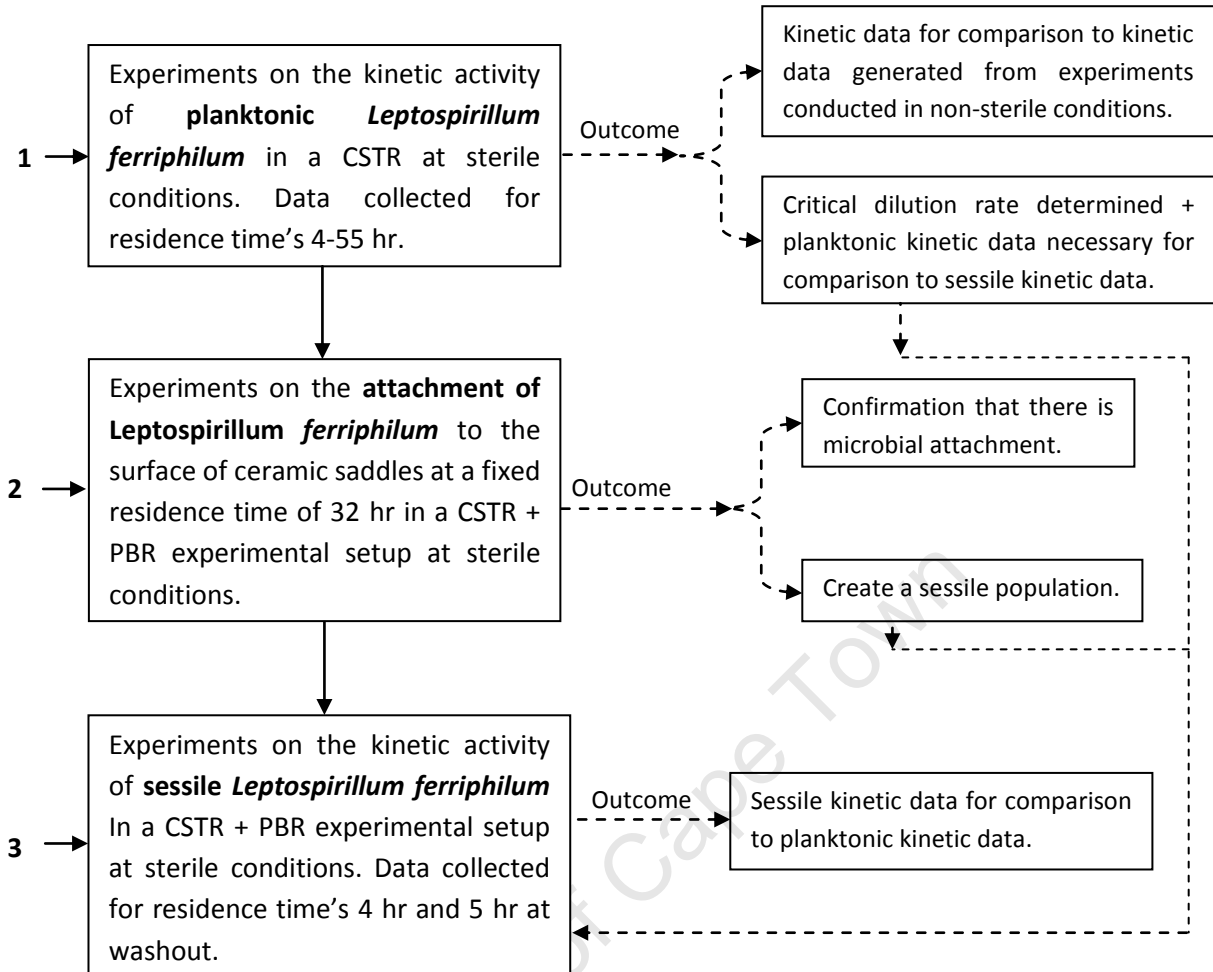 Experiments on the kinetic activity
of planktonic Leptospirillum
ferriphilum in a CSTR at sterile
conditions. Data collected for
residence time's 4-55 hr.
1
Outcome
Kinetic data for comparison to kinetic
data generated from experiments
conducted in non-sterile conditions.
Critical dilution rate determined +
planktonic kinetic data necessary for
comparison to sessile kinetic data.
Experiments on the attachment of
Leptospirillum ferriphilum to the
surface of ceramic saddles at a fixed
residence time of 32 hr in a CSTR +
PBR experimental setup at sterile
conditions.
2
Outcome
Confirmation that there is
microbial attachment.
Create a sessile population.
Experiments on the kinetic activity
of sessile Leptospirillum ferriphilum
In a CSTR + PBR experimental setup
at sterile conditions. Data collected
for residence time's 4 hr and 5 hr at
washout.
3
Outcome
Sessile kinetic data for comparison
to planktonic kinetic data.
of Cape Town